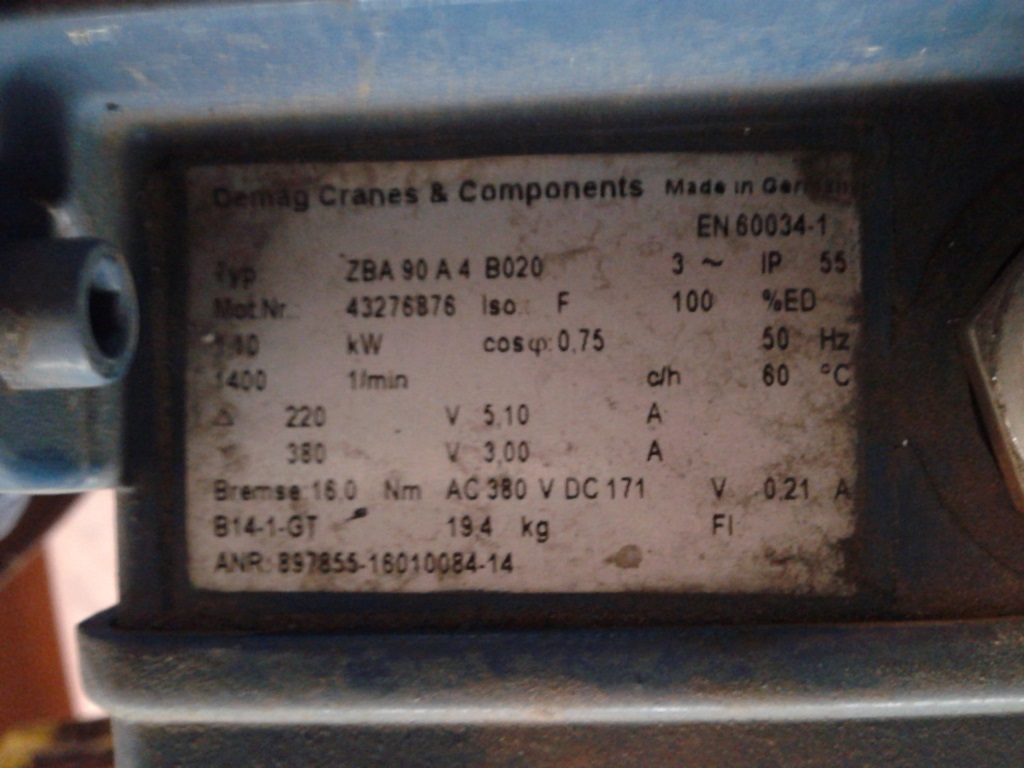 Demag Cranes & Components Made in Germany
EN 60034-1
Typ ZBA 90 A 4 B020 3 ~ IP 55
Mot.Nr.: 43276876 Iso.: F 100 %ED
1,10 kW cosφ: 0,75 50 Hz
1400 1/min c/h 60 °C
△ 220 V 5,10 A
380 V 3,00 A
Bremse 16.0 Nm AC 380 V DC 171 V 0.21 A
B14-1-GT 19.4 kg FI
ANR: 897855-16010084-14